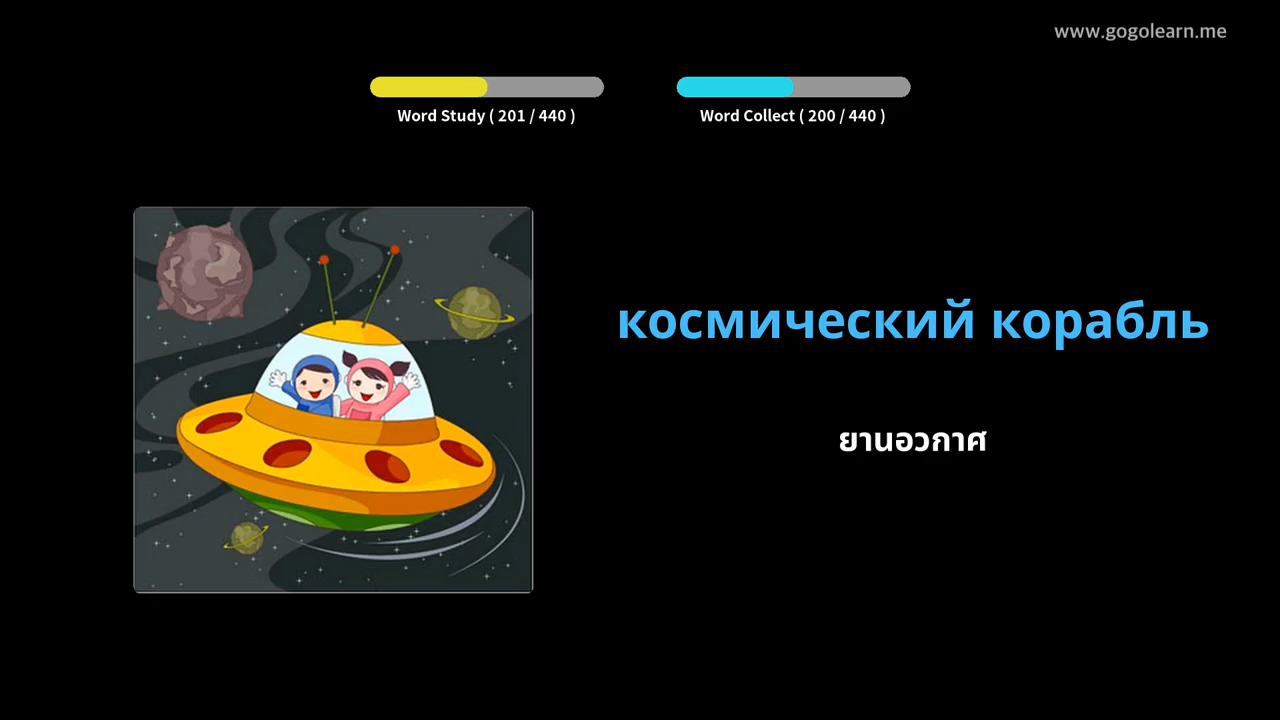 www.gogolearn.me
Word Study ( 201 / 440 )
Word Collect ( 200 / 440 )
космический корабль
ยานอวกาศ